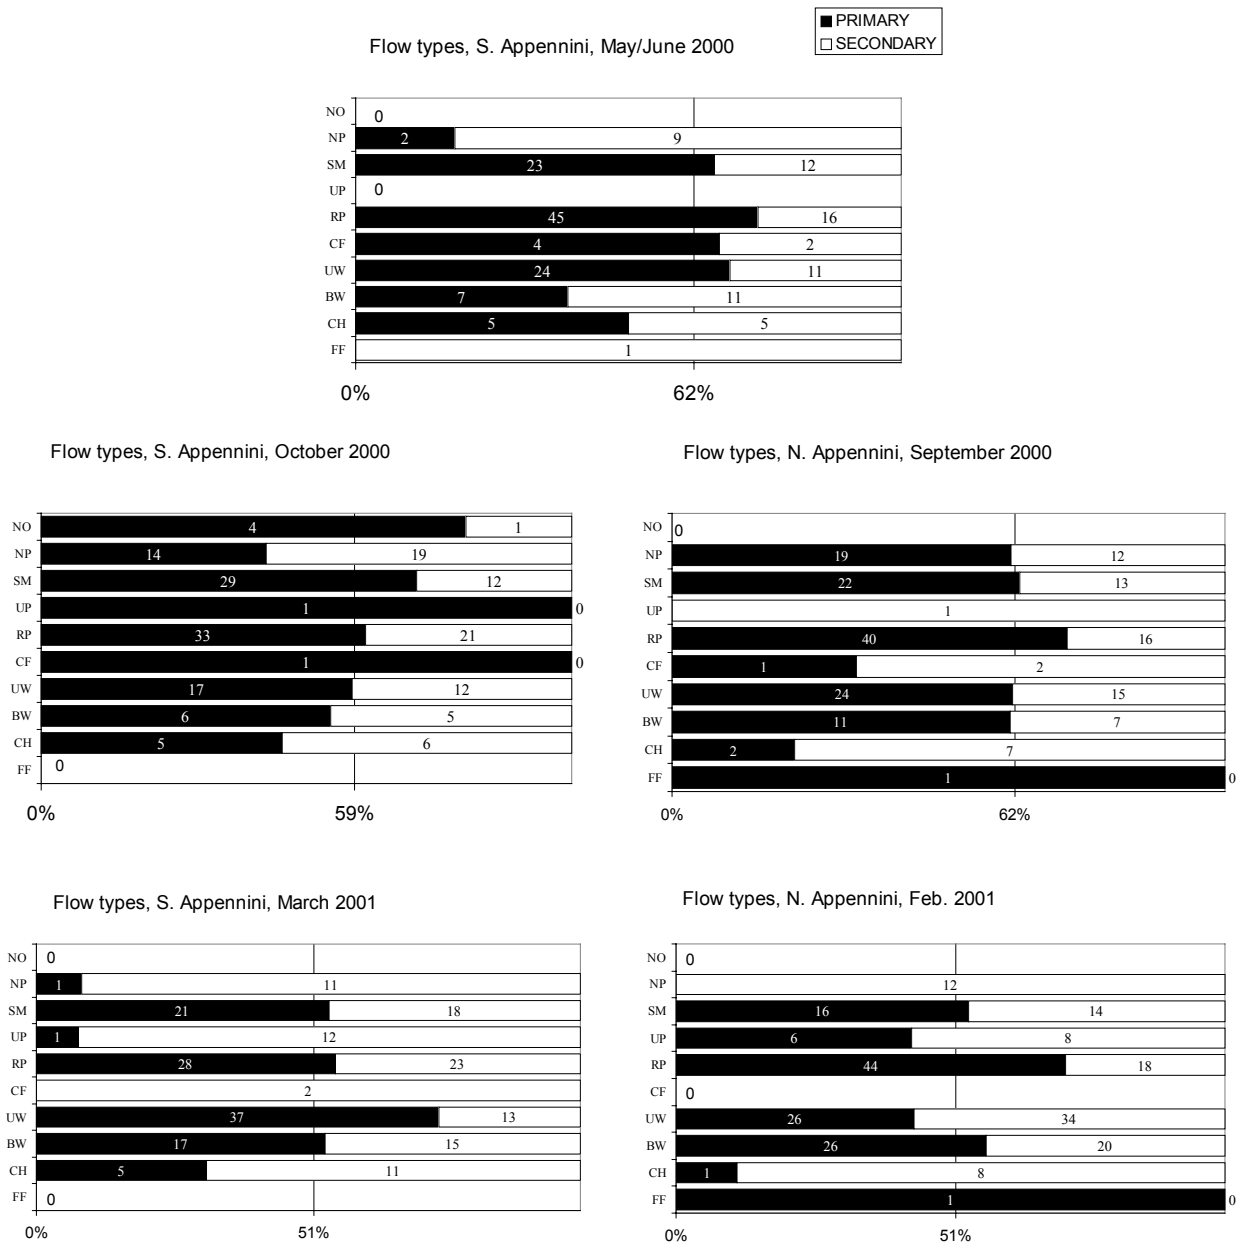 PRIMARY
SECONDARY
Flow types, S. Appennini, May/June 2000
NO 0
NP 2 9
SM 23 12
UP 0
RP 45 16
CF 4 2
UW 24 11
BW 7 11
CH 5 5
FF 1
0% 62%
Flow types, S. Appennini, October 2000
NO 4 1
NP 14 19
SM 29 12
UP 1 0
RP 33 21
CF 1 0
UW 17 12
BW 6 5
CH 5 6
FF 0
0% 59%
Flow types, N. Appennini, September 2000
NO 0
NP 19 12
SM 22 13
UP 1
RP 40 16
CF 1 2
UW 24 15
BW 11 7
CH 2 7
FF 1 0
0% 62%
Flow types, S. Appennini, March 2001
NO 0
NP 1 11
SM 21 18
UP 1 12
RP 28 23
CF 2
UW 37 13
BW 17 15
CH 5 11
FF 0
0% 51%
Flow types, N. Appennini, Feb. 2001
NO 0
NP 12
SM 16 14
UP 6 8
RP 44 18
CF 0
UW 26 34
BW 26 20
CH 1 8
FF 1 0
0% 51%